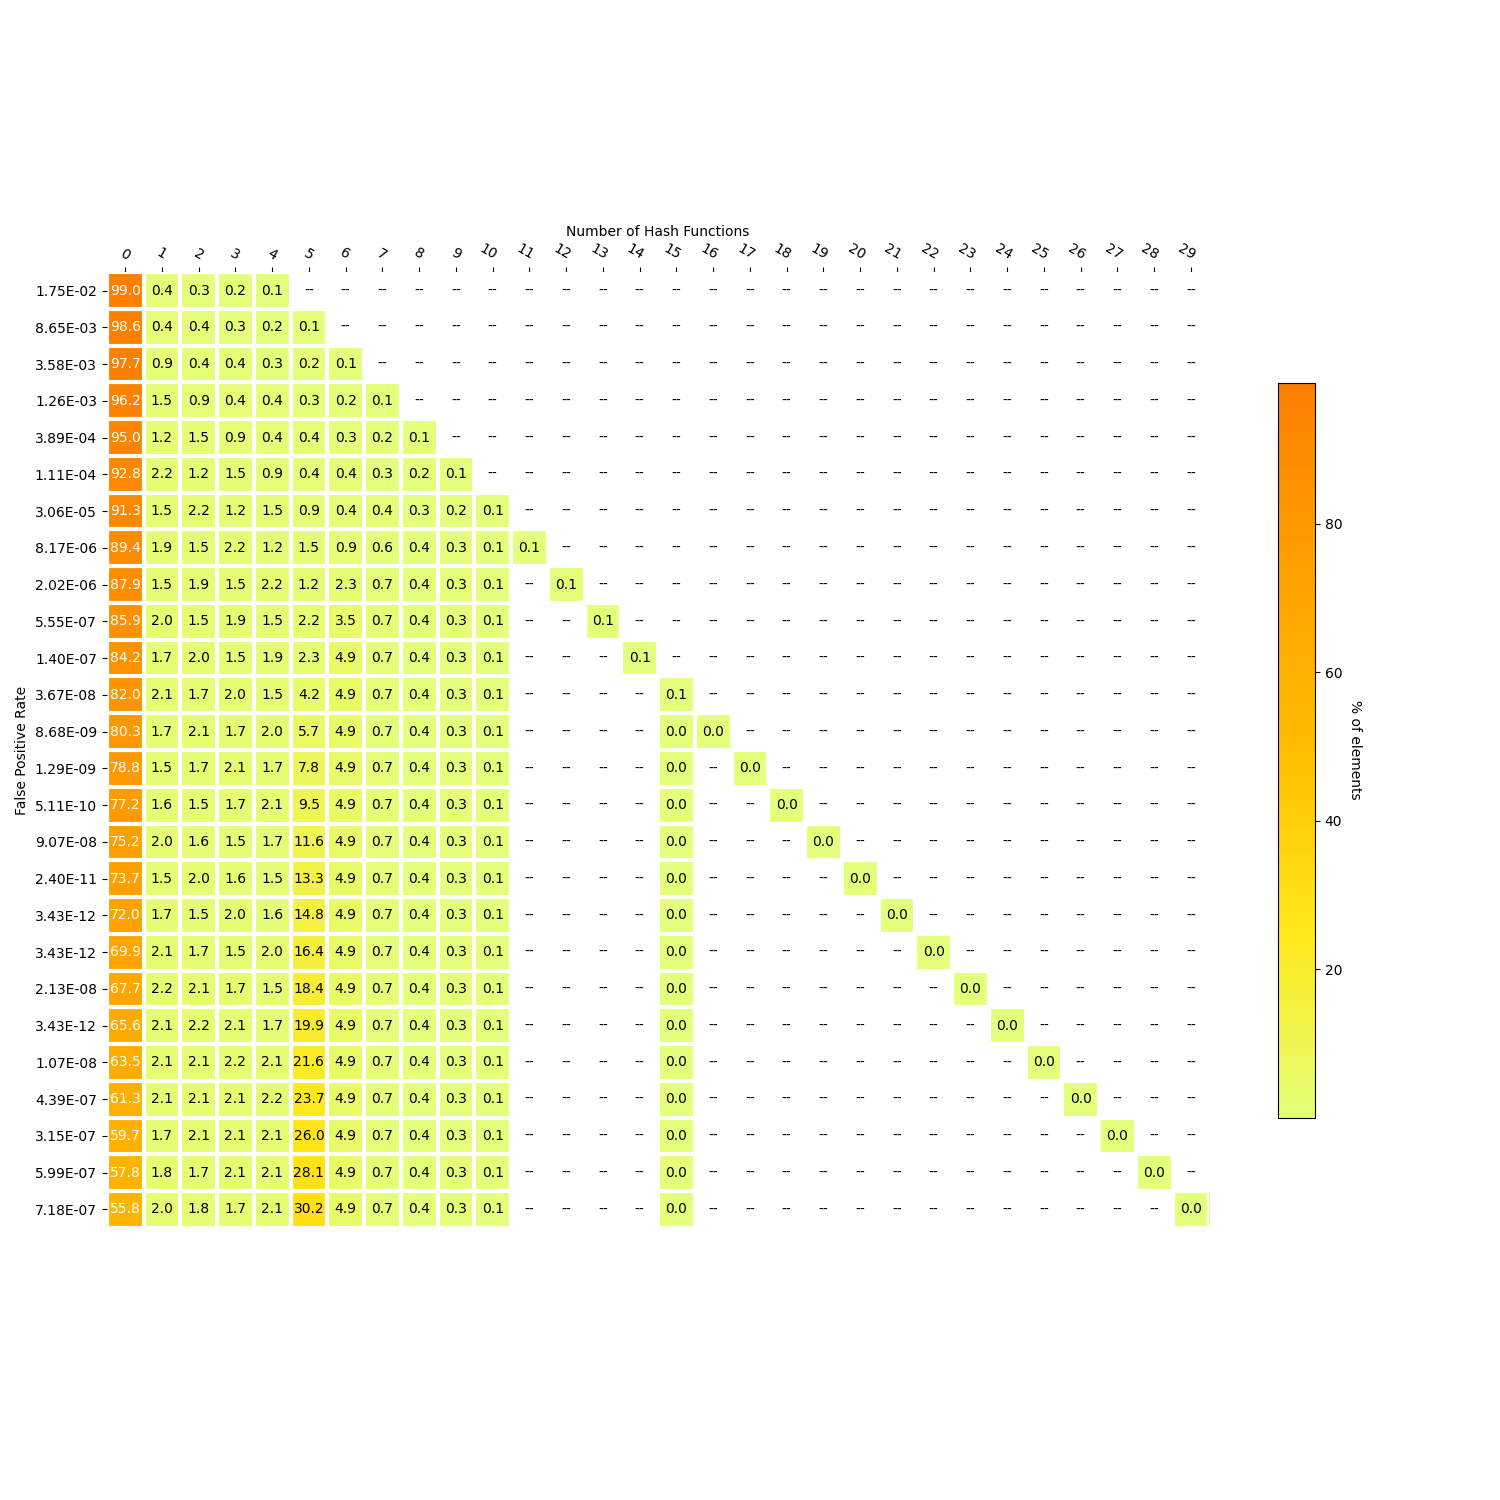 Number of Hash Functions
0 1 2 3 4 5 6 7 8 9 10 11 12 13 14 15 16 17 18 19 20 21 22 23 24 25 26 27 28 29
1.75E-02 99.0 0.4 0.3 0.2 0.1 -- -- -- -- -- -- -- -- -- -- -- -- -- -- -- -- -- -- -- -- -- -- -- -- --
8.65E-03 98.6 0.4 0.4 0.3 0.2 0.1 -- -- -- -- -- -- -- -- -- -- -- -- -- -- -- -- -- -- -- -- -- -- -- --
3.58E-03 97.7 0.9 0.4 0.4 0.3 0.2 0.1 -- -- -- -- -- -- -- -- -- -- -- -- -- -- -- -- -- -- -- -- -- -- --
1.26E-03 96.2 1.5 0.9 0.4 0.4 0.3 0.2 0.1 -- -- -- -- -- -- -- -- -- -- -- -- -- -- -- -- -- -- -- -- -- --
3.89E-04 95.0 1.2 1.5 0.9 0.4 0.4 0.3 0.2 0.1 -- -- -- -- -- -- -- -- -- -- -- -- -- -- -- -- -- -- -- -- --
1.11E-04 92.8 2.2 1.2 1.5 0.9 0.4 0.4 0.3 0.2 0.1 -- -- -- -- -- -- -- -- -- -- -- -- -- -- -- -- -- -- -- --
3.06E-05 91.3 1.5 2.2 1.2 1.5 0.9 0.4 0.4 0.3 0.2 0.1 -- -- -- -- -- -- -- -- -- -- -- -- -- -- -- -- -- -- --
8.17E-06 89.4 1.9 1.5 2.2 1.2 1.5 0.9 0.6 0.4 0.3 0.1 0.1 -- -- -- -- -- -- -- -- -- -- -- -- -- -- -- -- -- --
2.02E-06 87.9 1.5 1.9 1.5 2.2 1.2 2.3 0.7 0.4 0.3 0.1 -- 0.1 -- -- -- -- -- -- -- -- -- -- -- -- -- -- -- -- --
5.55E-07 85.9 2.0 1.5 1.9 1.5 2.2 3.5 0.7 0.4 0.3 0.1 -- -- 0.1 -- -- -- -- -- -- -- -- -- -- -- -- -- -- -- --
1.40E-07 84.2 1.7 2.0 1.5 1.9 2.3 4.9 0.7 0.4 0.3 0.1 -- -- -- 0.1 -- -- -- -- -- -- -- -- -- -- -- -- -- -- --
3.67E-08 82.0 2.1 1.7 2.0 1.5 4.2 4.9 0.7 0.4 0.3 0.1 -- -- -- -- 0.1 -- -- -- -- -- -- -- -- -- -- -- -- -- --
8.68E-09 80.3 1.7 2.1 1.7 2.0 5.7 4.9 0.7 0.4 0.3 0.1 -- -- -- -- 0.0 0.0 -- -- -- -- -- -- -- -- -- -- -- -- --
1.29E-09 78.8 1.5 1.7 2.1 1.7 7.8 4.9 0.7 0.4 0.3 0.1 -- -- -- -- 0.0 -- 0.0 -- -- -- -- -- -- -- -- -- -- -- --
5.11E-10 77.2 1.6 1.5 1.7 2.1 9.5 4.9 0.7 0.4 0.3 0.1 -- -- -- -- 0.0 -- -- 0.0 -- -- -- -- -- -- -- -- -- -- --
9.07E-08 75.2 2.0 1.6 1.5 1.7 11.6 4.9 0.7 0.4 0.3 0.1 -- -- -- -- 0.0 -- -- -- 0.0 -- -- -- -- -- -- -- -- -- --
2.40E-11 73.7 1.5 2.0 1.6 1.5 13.3 4.9 0.7 0.4 0.3 0.1 -- -- -- -- 0.0 -- -- -- -- 0.0 -- -- -- -- -- -- -- -- --
3.43E-12 72.0 1.7 1.5 2.0 1.6 14.8 4.9 0.7 0.4 0.3 0.1 -- -- -- -- 0.0 -- -- -- -- -- 0.0 -- -- -- -- -- -- -- --
3.43E-12 69.9 2.1 1.7 1.5 2.0 16.4 4.9 0.7 0.4 0.3 0.1 -- -- -- -- 0.0 -- -- -- -- -- -- 0.0 -- -- -- -- -- -- --
2.13E-08 67.7 2.2 2.1 1.7 1.5 18.4 4.9 0.7 0.4 0.3 0.1 -- -- -- -- 0.0 -- -- -- -- -- -- -- 0.0 -- -- -- -- -- --
3.43E-12 65.6 2.1 2.2 2.1 1.7 19.9 4.9 0.7 0.4 0.3 0.1 -- -- -- -- 0.0 -- -- -- -- -- -- -- -- 0.0 -- -- -- -- --
1.07E-08 63.5 2.1 2.1 2.2 2.1 21.6 4.9 0.7 0.4 0.3 0.1 -- -- -- -- 0.0 -- -- -- -- -- -- -- -- -- 0.0 -- -- -- --
4.39E-07 61.3 2.1 2.1 2.1 2.2 23.7 4.9 0.7 0.4 0.3 0.1 -- -- -- -- 0.0 -- -- -- -- -- -- -- -- -- -- 0.0 -- -- --
3.15E-07 59.7 1.7 2.1 2.1 2.1 26.0 4.9 0.7 0.4 0.3 0.1 -- -- -- -- 0.0 -- -- -- -- -- -- -- -- -- -- -- 0.0 -- --
5.99E-07 57.8 1.8 1.7 2.1 2.1 28.1 4.9 0.7 0.4 0.3 0.1 -- -- -- -- 0.0 -- -- -- -- -- -- -- -- -- -- -- -- 0.0 --
7.18E-07 55.8 2.0 1.8 1.7 2.1 30.2 4.9 0.7 0.4 0.3 0.1 -- -- -- -- 0.0 -- -- -- -- -- -- -- -- -- -- -- -- -- 0.0
False Positive Rate
80
60
40
20
% of elements